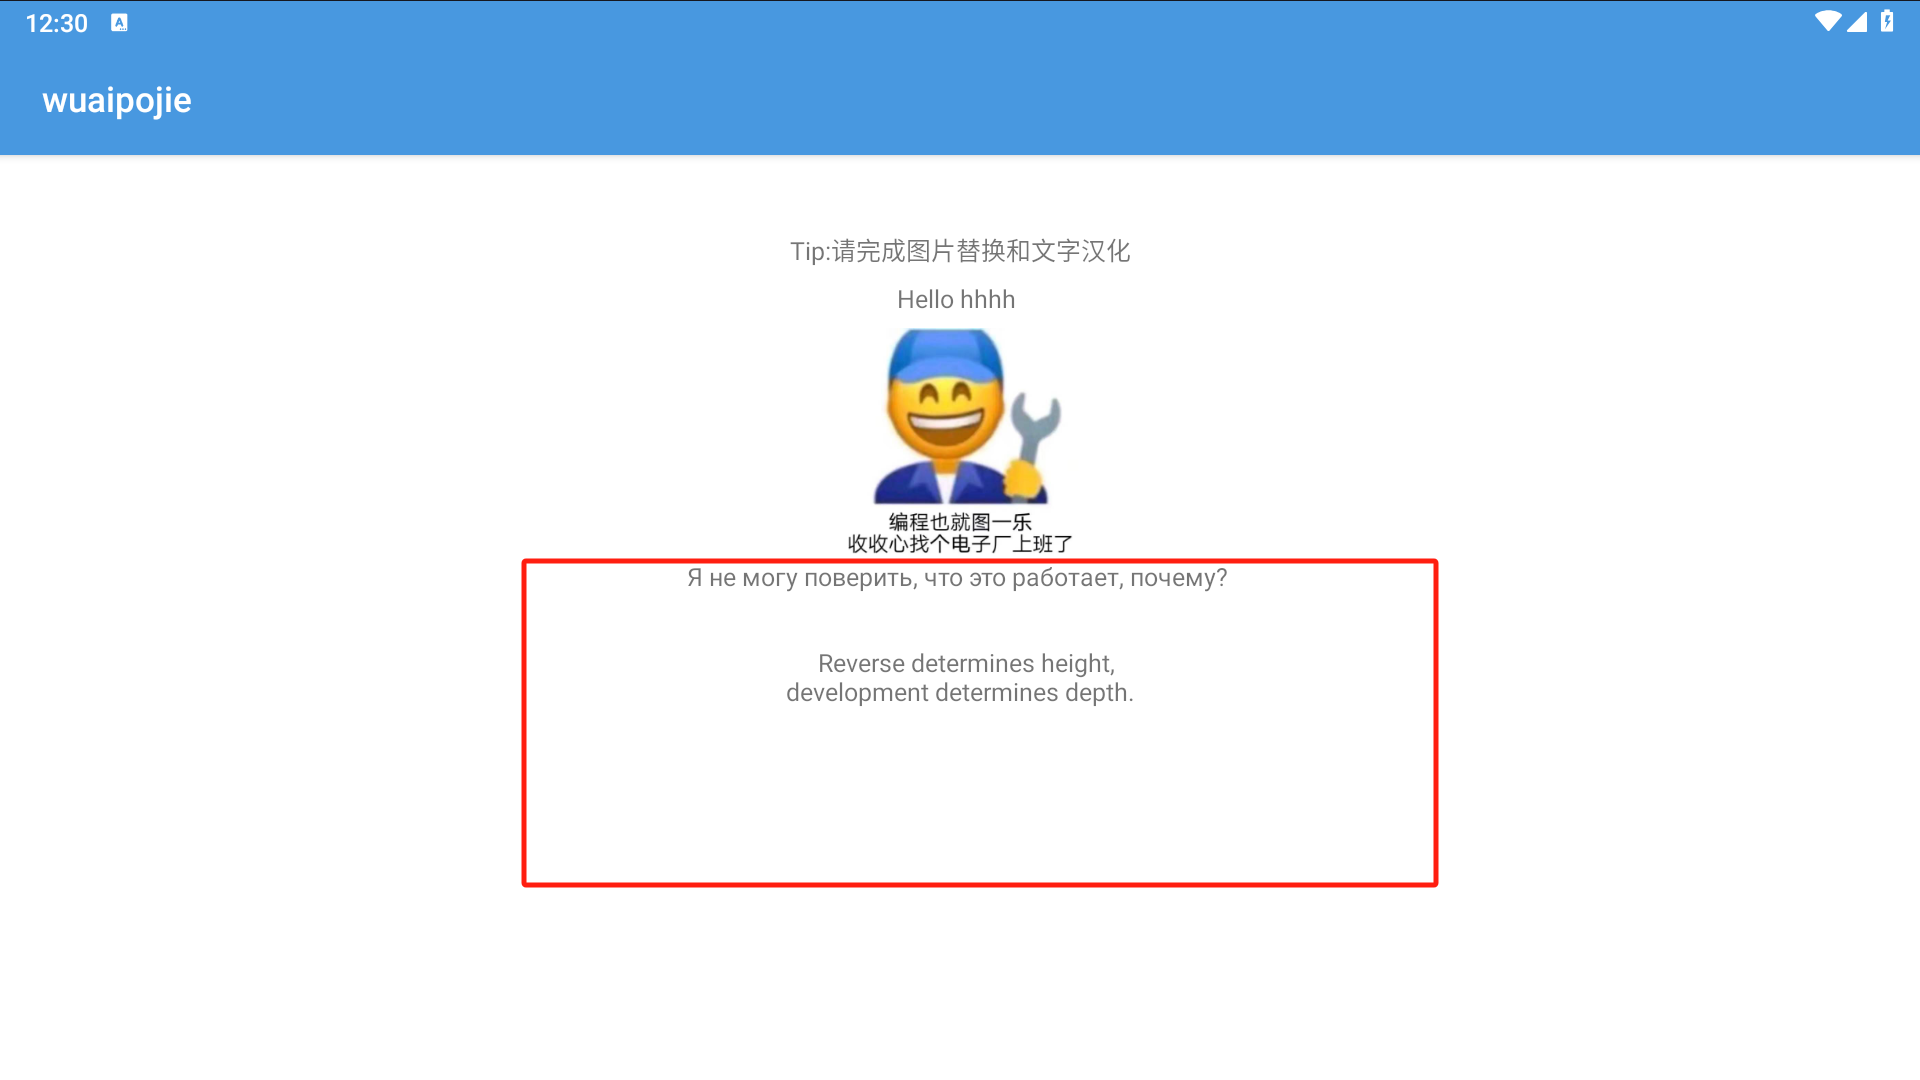 12:30
wuaipojie
Tip:请完成图片替换和文字汉化
Hello hhhh
编程也就图一乐
收收心找个电子厂上班了
Я не могу поверить, что это работает, почему?
Reverse determines height,
development determines depth.